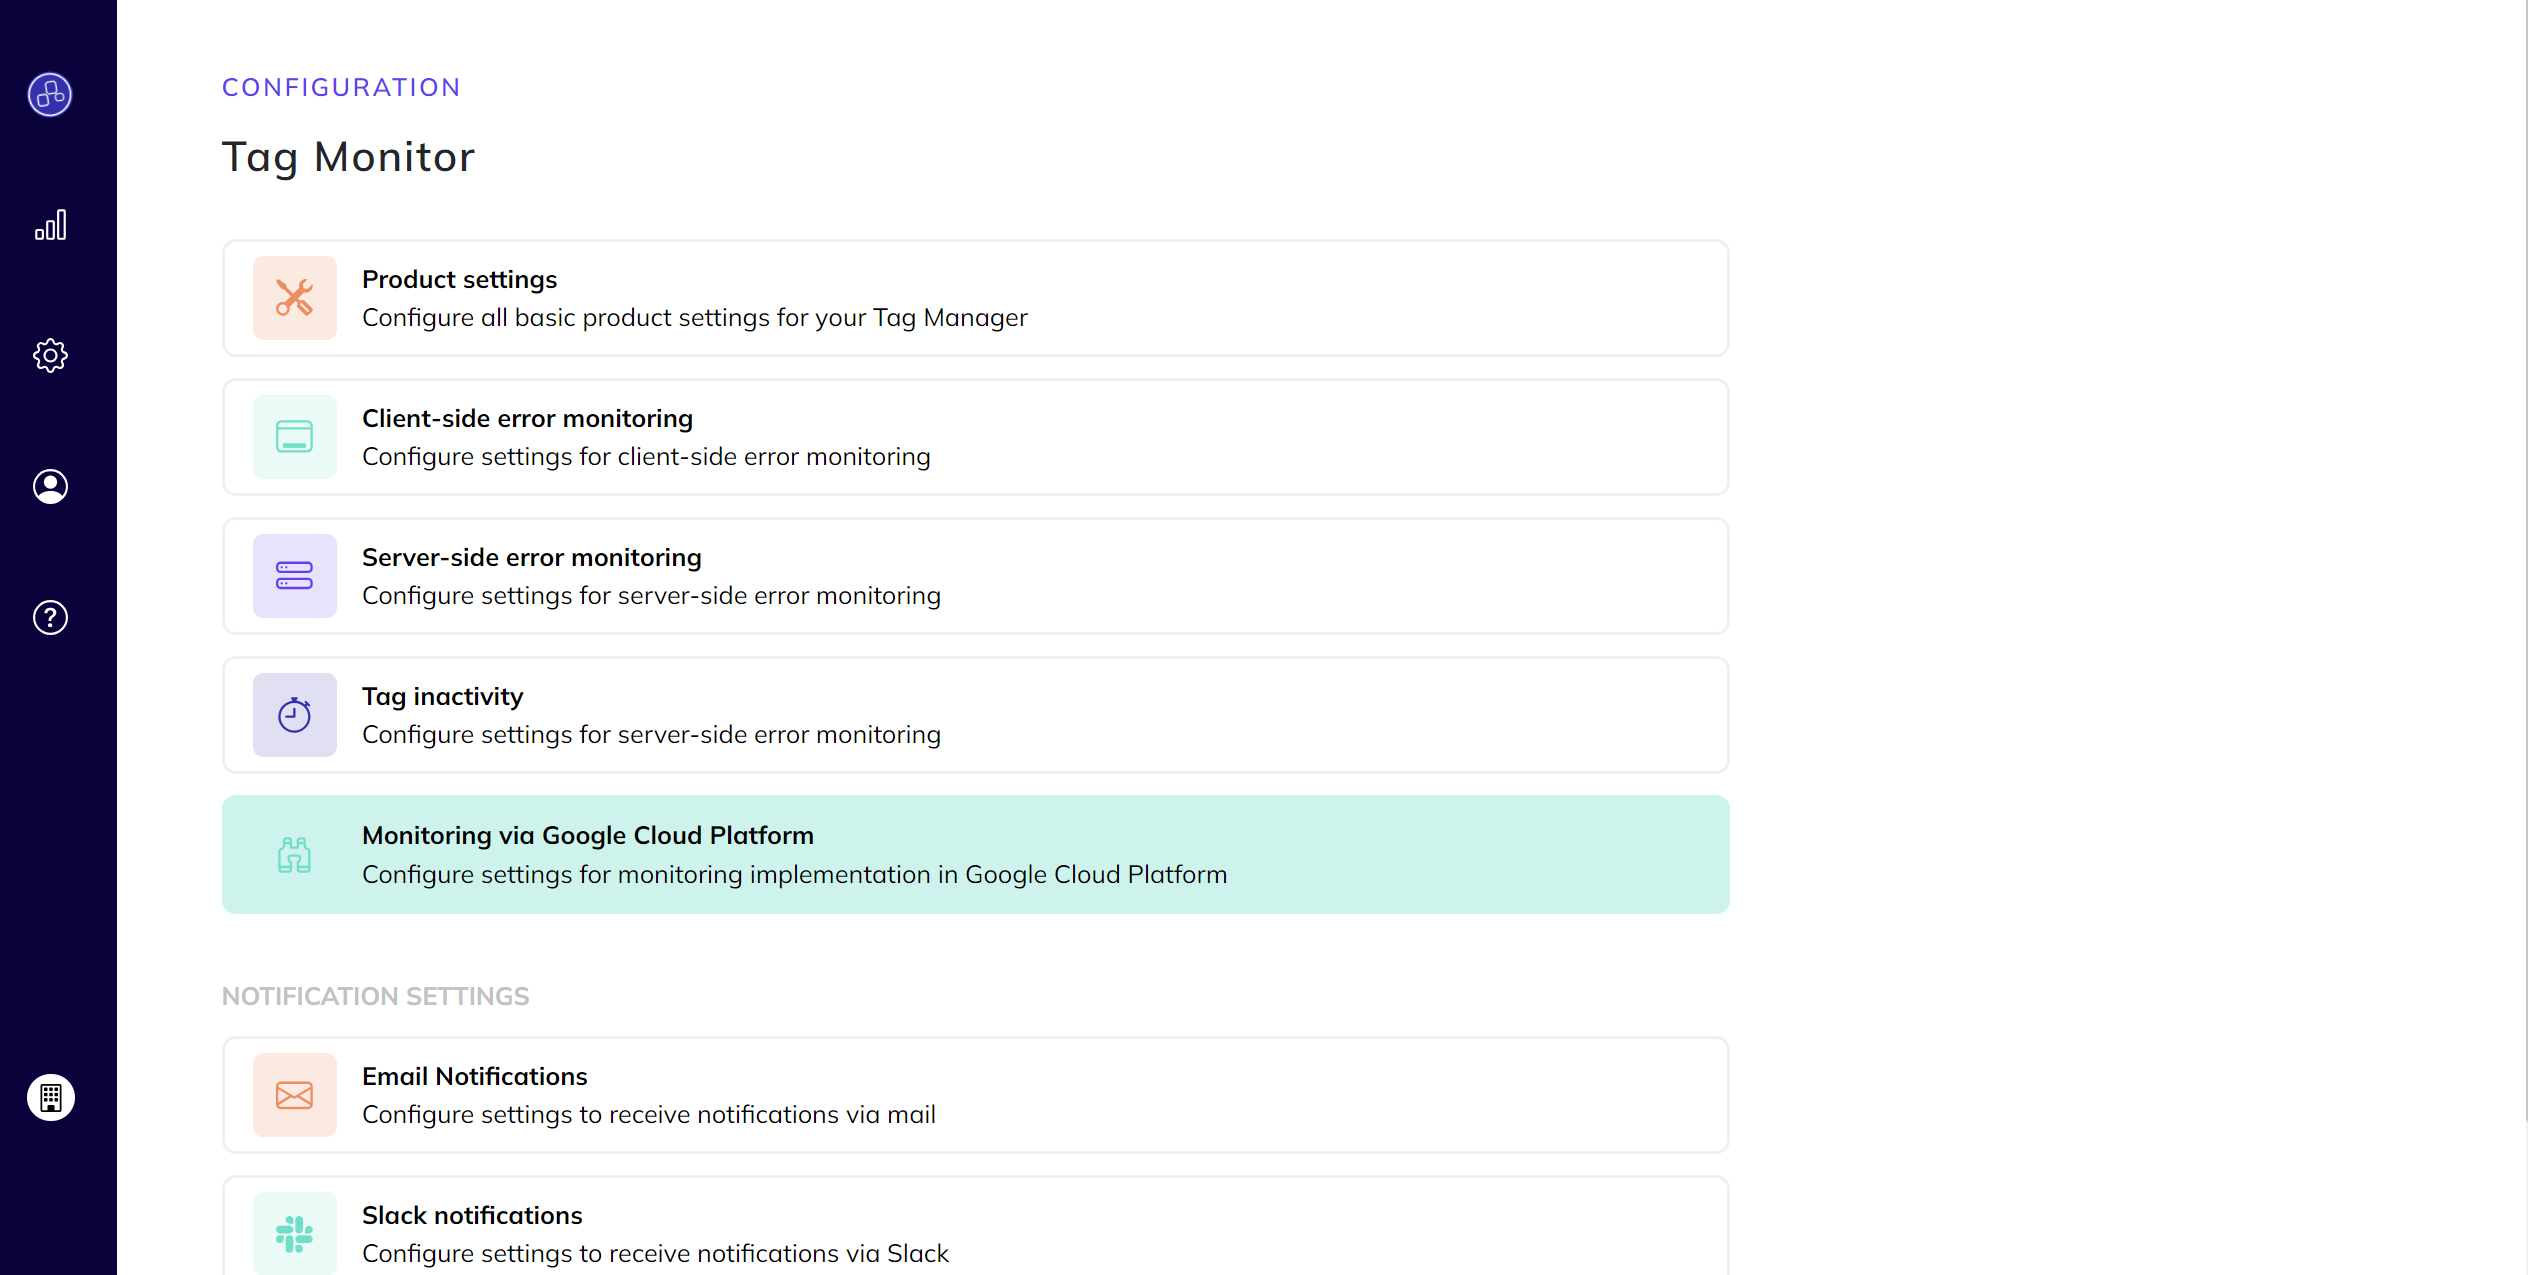 CONFIGURATION
Tag Monitor
Product settings
Configure all basic product settings for your Tag Manager
Client-side error monitoring
Configure settings for client-side error monitoring
Server-side error monitoring
Configure settings for server-side error monitoring
Tag inactivity
Configure settings for server-side error monitoring
Monitoring via Google Cloud Platform
Configure settings for monitoring implementation in Google Cloud Platform
NOTIFICATION SETTINGS
Email Notifications
Configure settings to receive notifications via mail
Slack notifications
Configure settings to receive notifications via Slack